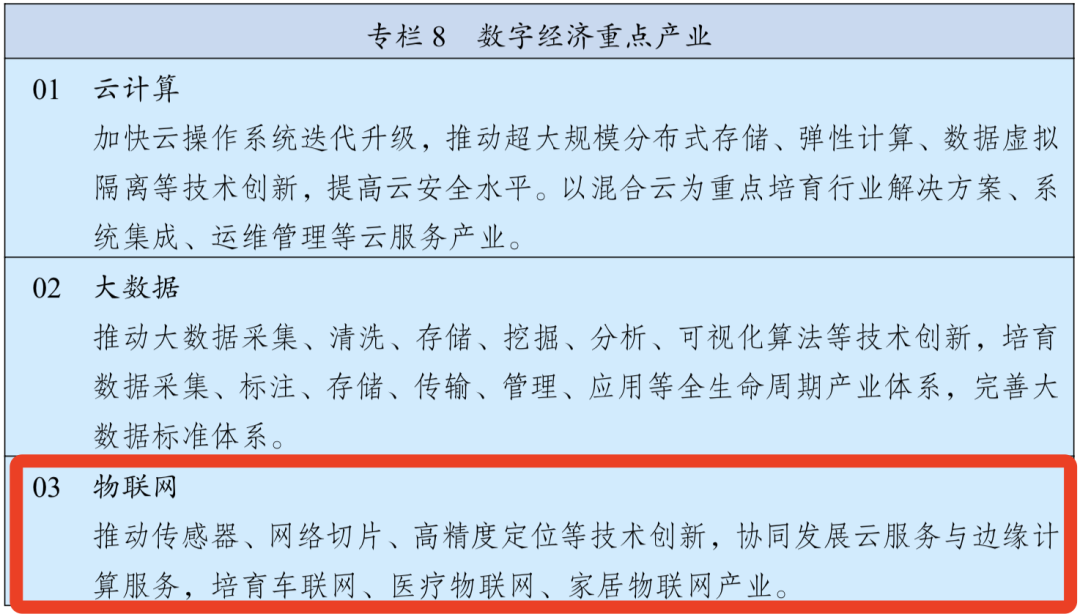 专栏 8 数字经济重点产业
01 云计算
加快云操作系统迭代升级，推动超大规模分布式存储、弹性计算、数据虚拟
隔离等技术创新，提高云安全水平。以混合云为重点培育行业解决方案、系
统集成、运维管理等云服务产业。
02 大数据
推动大数据采集、清洗、存储、挖掘、分析、可视化算法等技术创新，培育
数据采集、标注、存储、传输、管理、应用等全生命周期产业体系，完善大
数据标准体系。
03 物联网
推动传感器、网络切片、高精度定位等技术创新，协同发展云服务与边缘计
算服务，培育车联网、医疗物联网、家居物联网产业。